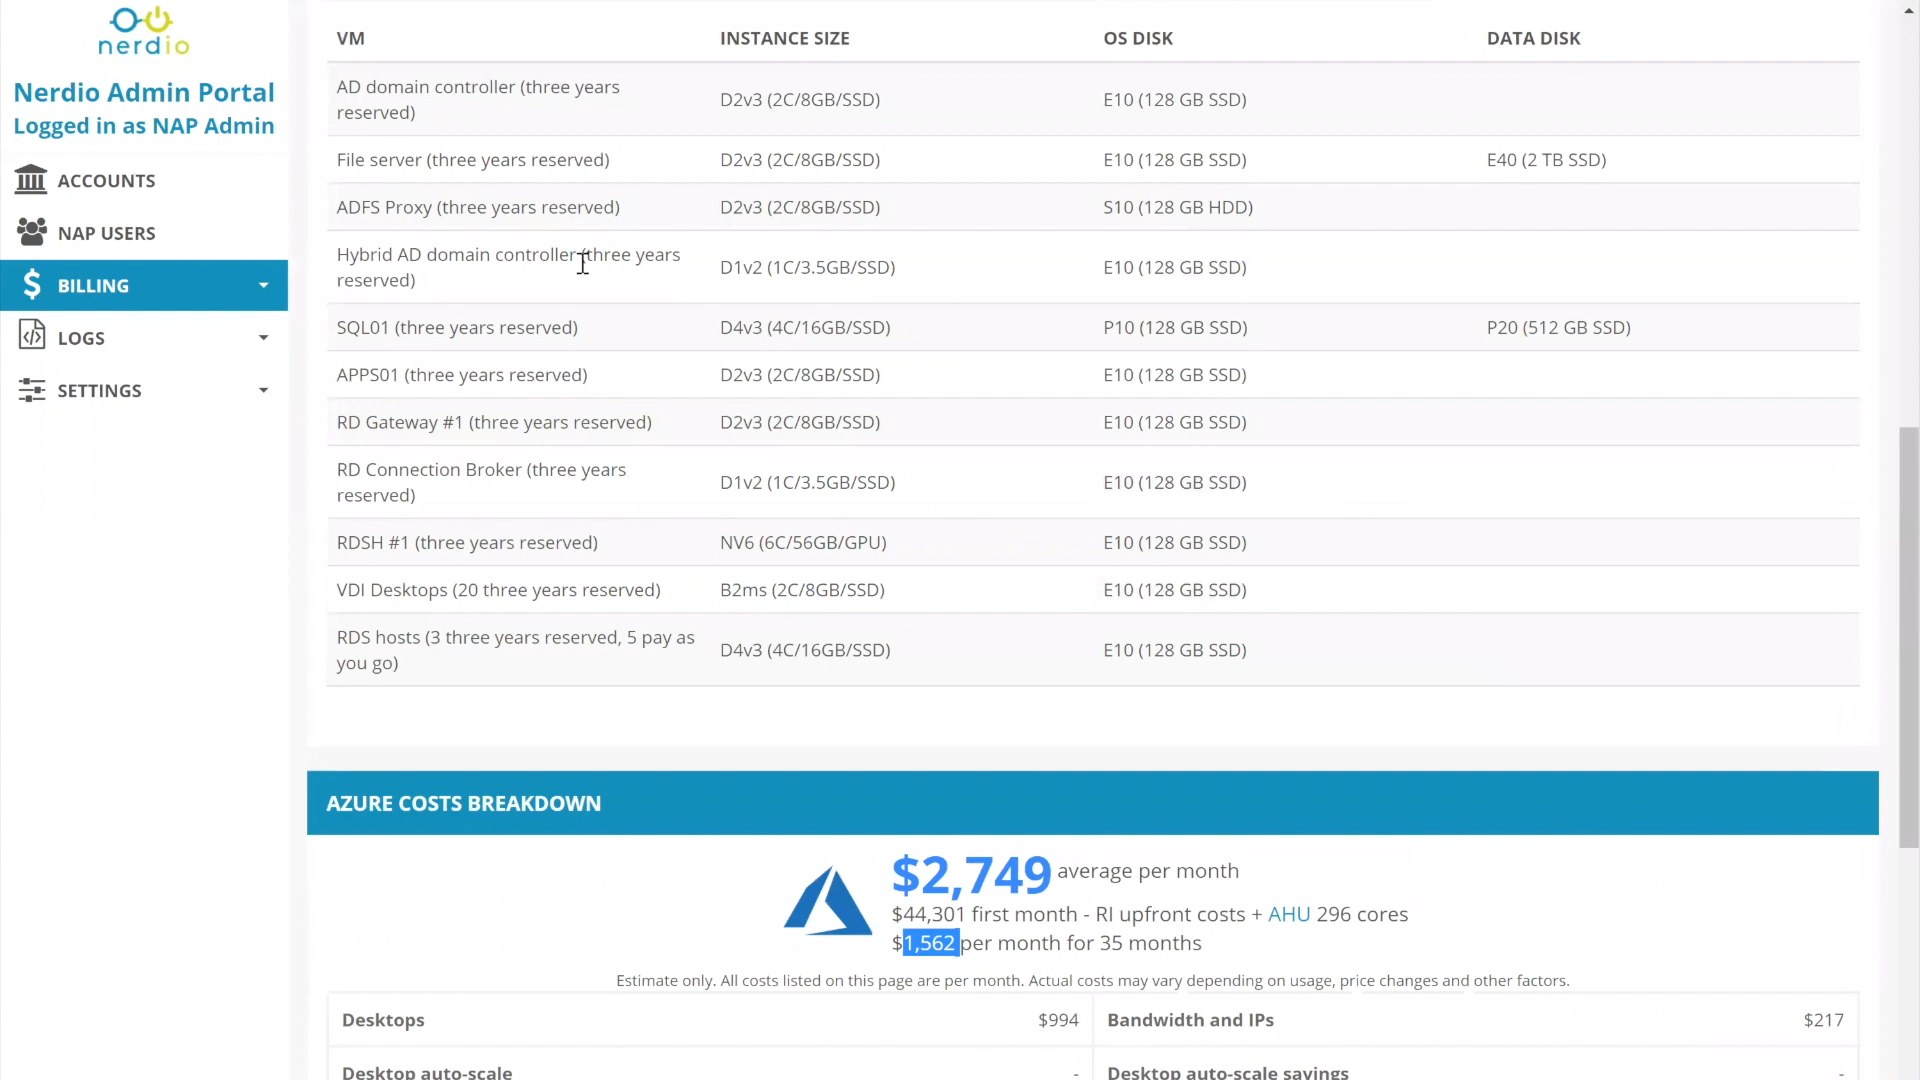 nerdio
Nerdio Admin Portal
Logged in as NAP Admin
ACCOUNTS
NAP USERS
BILLING
LOGS
SETTINGS
VM INSTANCE SIZE OS DISK DATA DISK
AD domain controller (three years
reserved) D2v3 (2C/8GB/SSD) E10 (128 GB SSD)
File server (three years reserved) D2v3 (2C/8GB/SSD) E10 (128 GB SSD) E40 (2 TB SSD)
ADFS Proxy (three years reserved) D2v3 (2C/8GB/SSD) S10 (128 GB HDD)
Hybrid AD domain controller (three years
reserved) D1v2 (1C/3.5GB/SSD) E10 (128 GB SSD)
SQL01 (three years reserved) D4v3 (4C/16GB/SSD) P10 (128 GB SSD) P20 (512 GB SSD)
APPS01 (three years reserved) D2v3 (2C/8GB/SSD) E10 (128 GB SSD)
RD Gateway #1 (three years reserved) D2v3 (2C/8GB/SSD) E10 (128 GB SSD)
RD Connection Broker (three years
reserved) D1v2 (1C/3.5GB/SSD) E10 (128 GB SSD)
RDSH #1 (three years reserved) NV6 (6C/56GB/GPU) E10 (128 GB SSD)
VDI Desktops (20 three years reserved) B2ms (2C/8GB/SSD) E10 (128 GB SSD)
RDS hosts (3 three years reserved, 5 pay as
you go) D4v3 (4C/16GB/SSD) E10 (128 GB SSD)
AZURE COSTS BREAKDOWN
$2,749 average per month
$44,301 first month - RI upfront costs + AHU 296 cores
$1,562 per month for 35 months
Estimate only. All costs listed on this page are per month. Actual costs may vary depending on usage, price changes and other factors.
Desktops $994 Bandwidth and IPs $217
Desktop auto-scale - Desktop auto-scale savings -